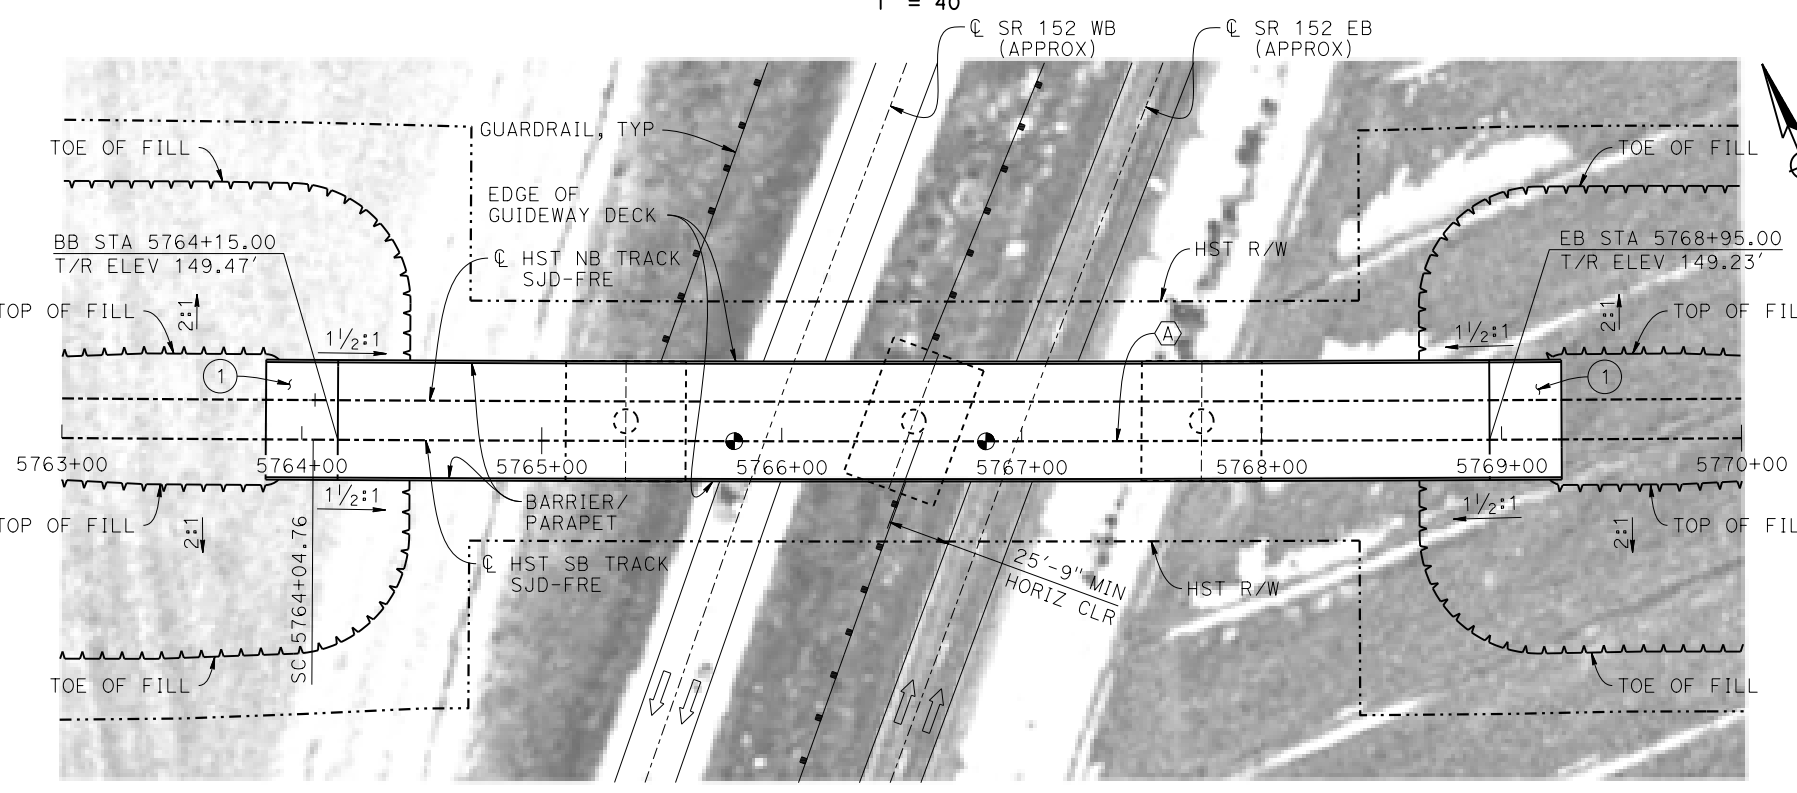 1" = 40'
℄ SR 152 WB
(APPROX)
℄ SR 152 EB
(APPROX)
GUARDRAIL, TYP
TOE OF FILL
TOE OF FILL
EDGE OF
GUIDEWAY DECK
BB STA 5764+15.00
T/R ELEV 149.47'
EB STA 5768+95.00
T/R ELEV 149.23'
℄ HST NB TRACK
SJD-FRE
HST R/W
TOP OF FILL
2:1
2:1
TOP OF FIL
1½:1
1½:1
A
1
1
5763+00
5764+00
5765+00
5766+00
5767+00
5768+00
5769+00
5770+00
1½:1
1½:1
BARRIER/
PARAPET
TOP OF FILL
2:1
2:1
TOP OF FIL
SC 5764+04.76
℄ HST SB TRACK
SJD-FRE
25'-9" MIN
HORIZ CLR
HST R/W
TOE OF FILL
TOE OF FILL